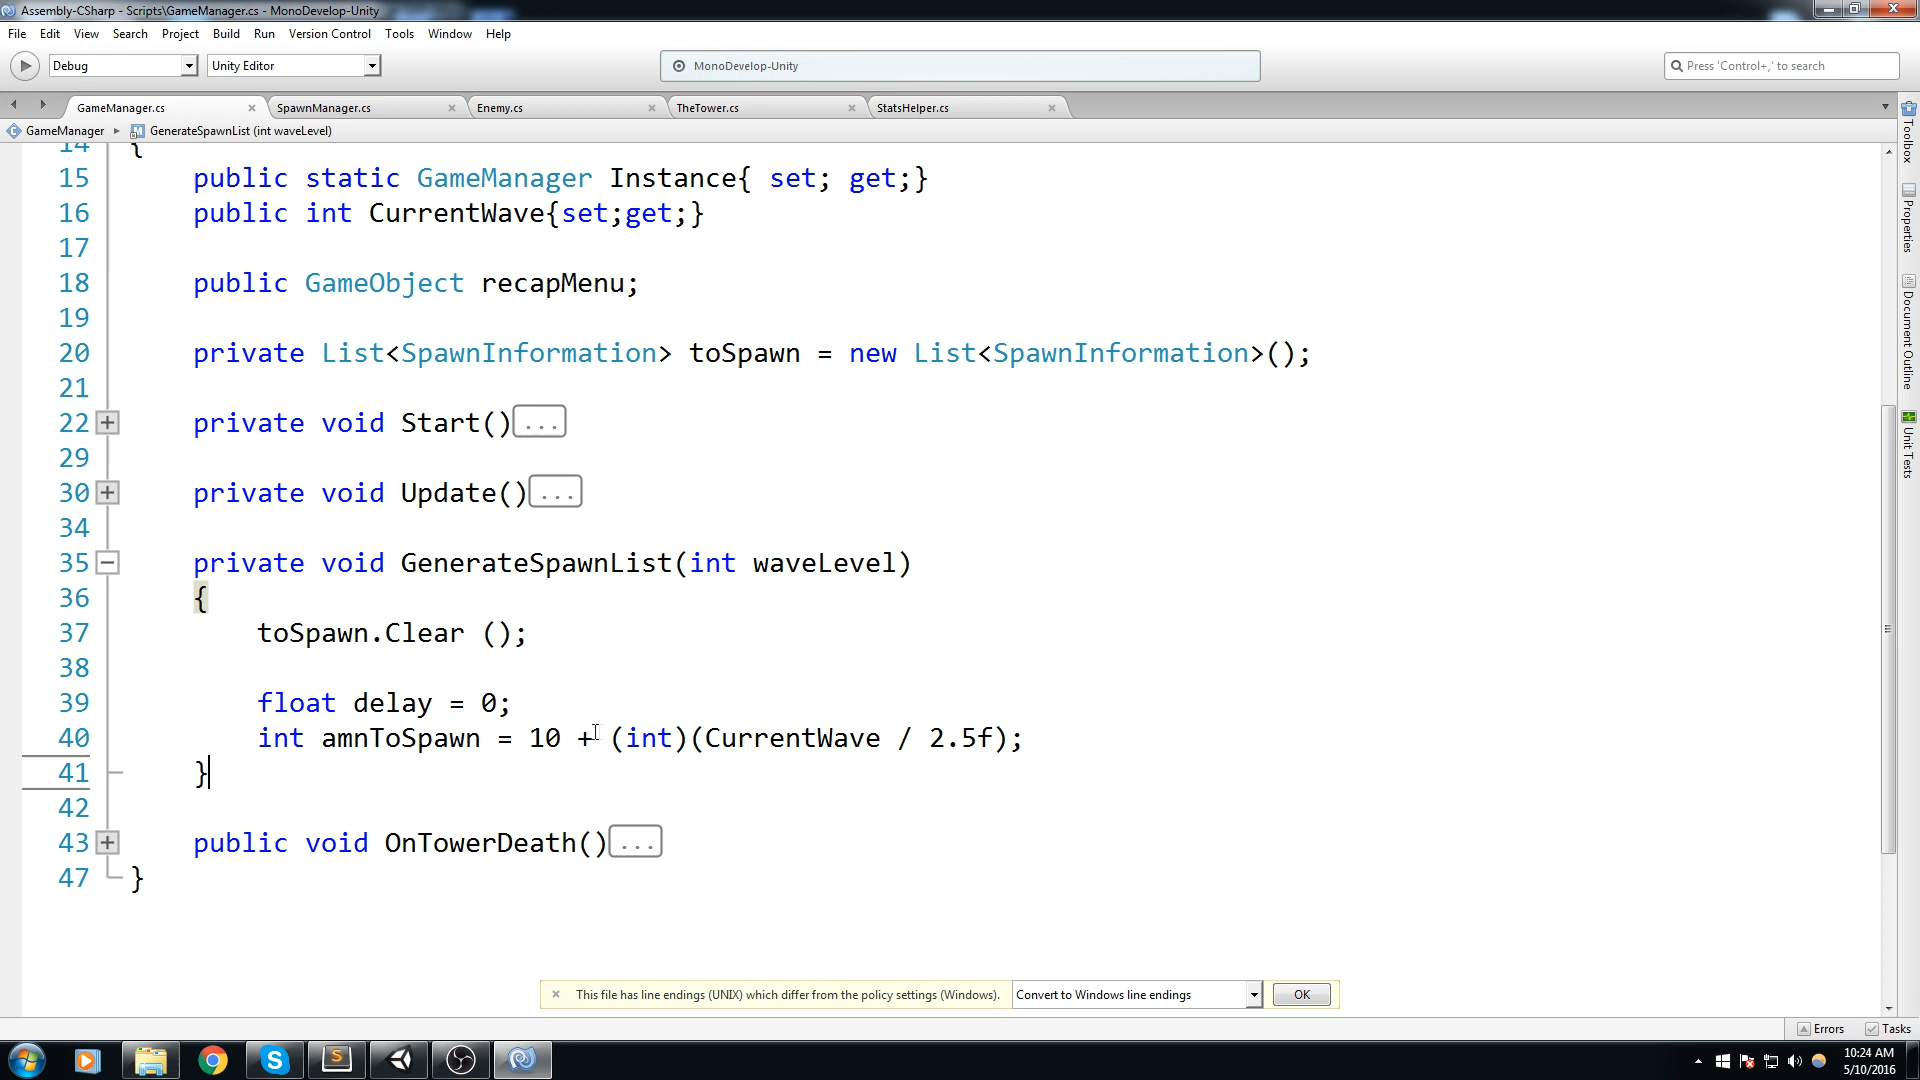 Assembly-CSharp - Scripts\GameManager.cs - MonoDevelop-Unity
File Edit View Search Project Build Run Version Control Tools Window Help
Debug Unity Editor MonoDevelop-Unity Press 'Control+,' to search
GameManager.cs SpawnManager.cs Enemy.cs TheTower.cs StatsHelper.cs
GameManager GenerateSpawnList (int waveLevel)
14 {
15 public static GameManager Instance{ set; get;}
16 public int CurrentWave{set;get;}
17
18 public GameObject recapMenu;
19
20 private List<SpawnInformation> toSpawn = new List<SpawnInformation>();
21
22 private void Start()...
29
30 private void Update()...
34
35 private void GenerateSpawnList(int waveLevel)
36 {
37 toSpawn.Clear ();
38
39 float delay = 0;
40 int amnToSpawn = 10 + (int)(CurrentWave / 2.5f);
41 }
42
43 public void OnTowerDeath()...
47 }
Toolbox
Properties
Document Outline
Unit Tests
This file has line endings (UNIX) which differ from the policy settings (Windows). Convert to Windows line endings OK
Errors Tasks
10:24 AM
5/10/2016